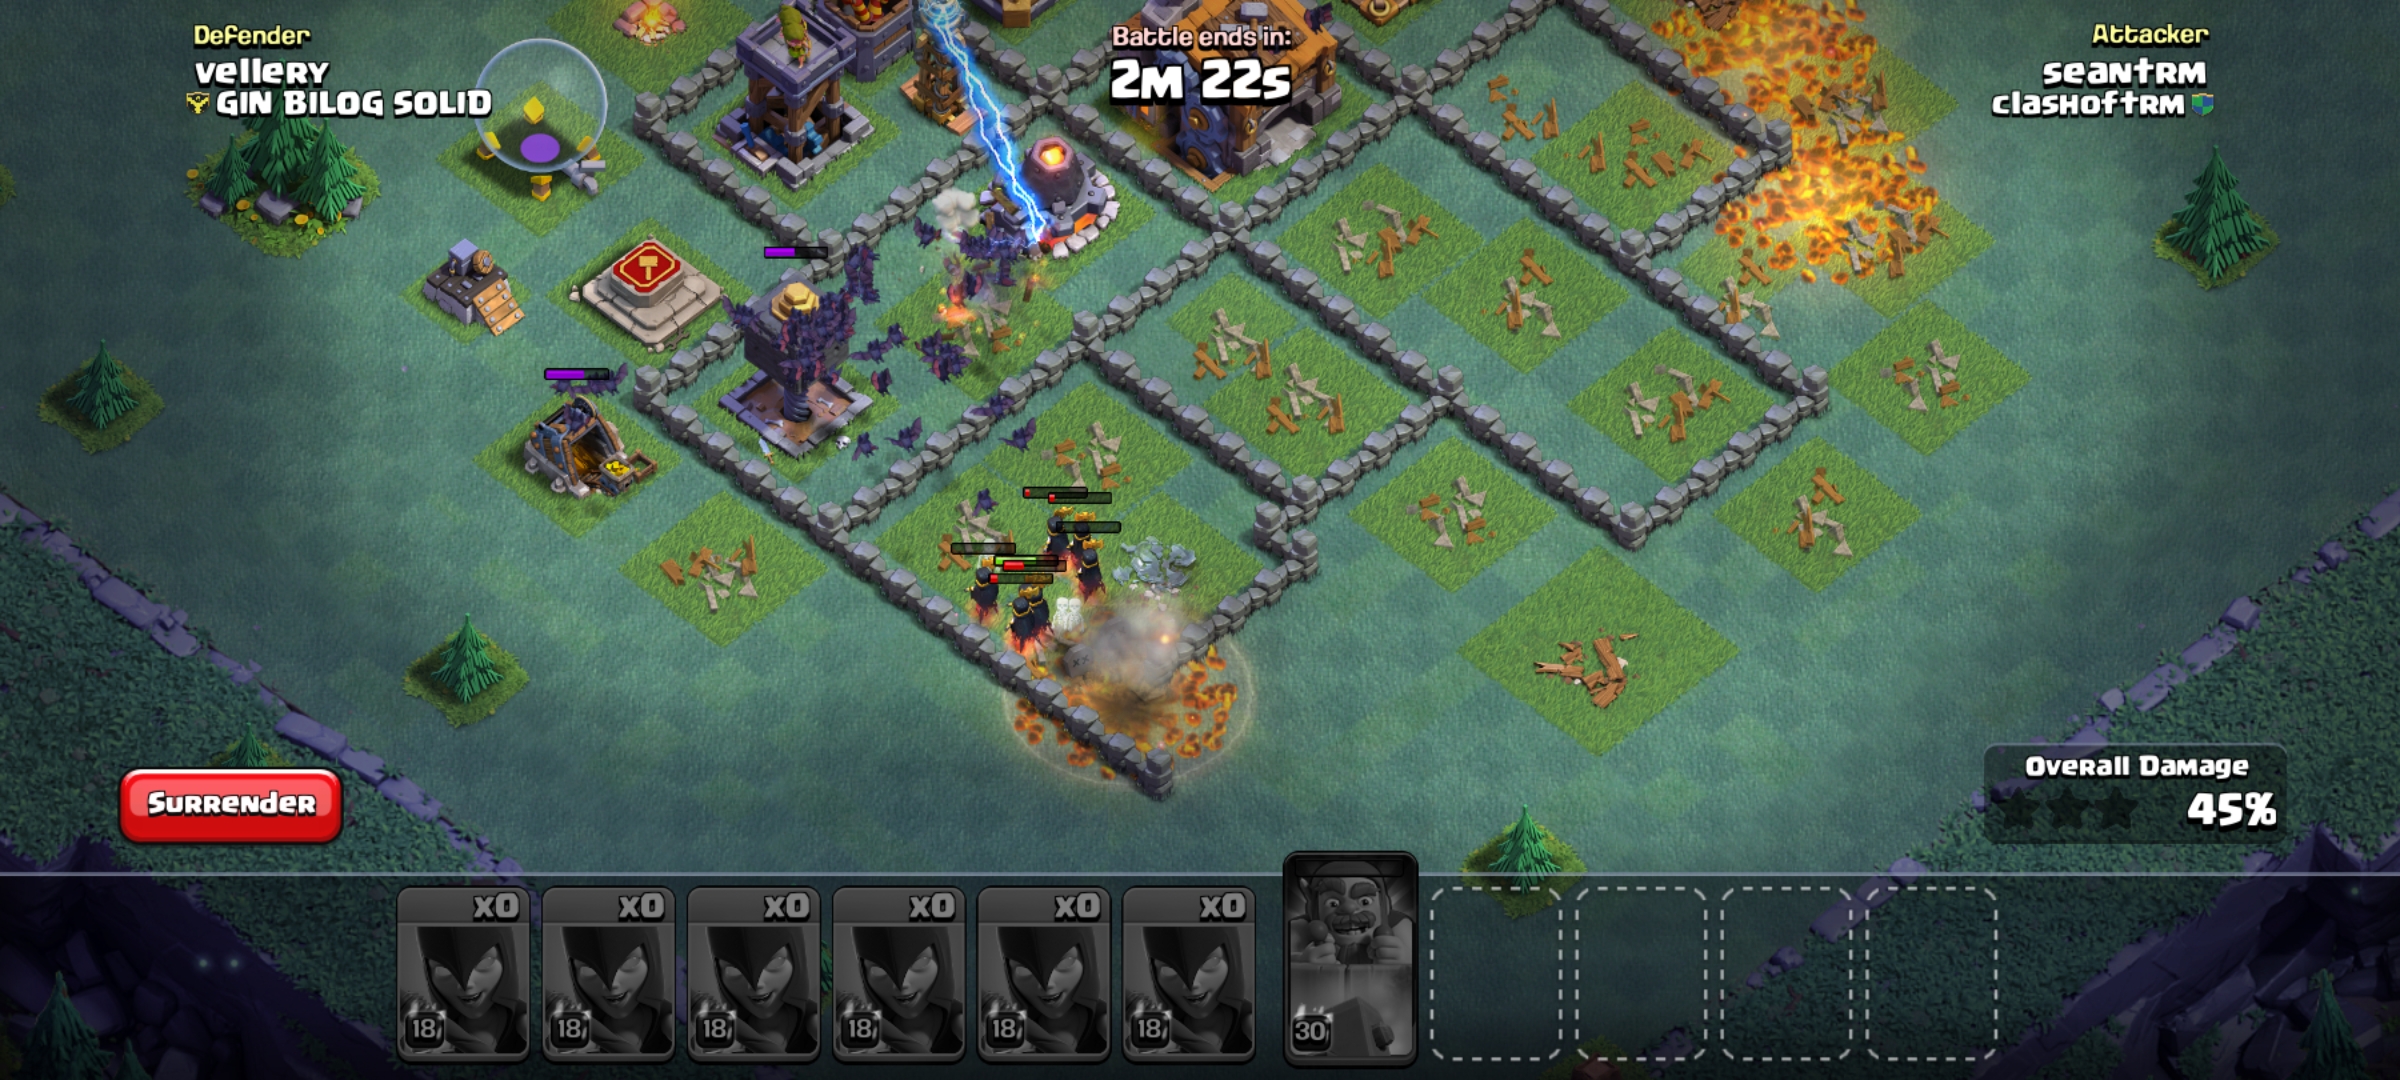 Defender
vellery
GIN BILOG SOLID
Battle ends in:
2M 22s
Attacker
seantrm
clashoftrm
Surrender
Overall Damage
45%
x0
x0
x0
x0
x0
x0
18
18
18
18
18
18
30